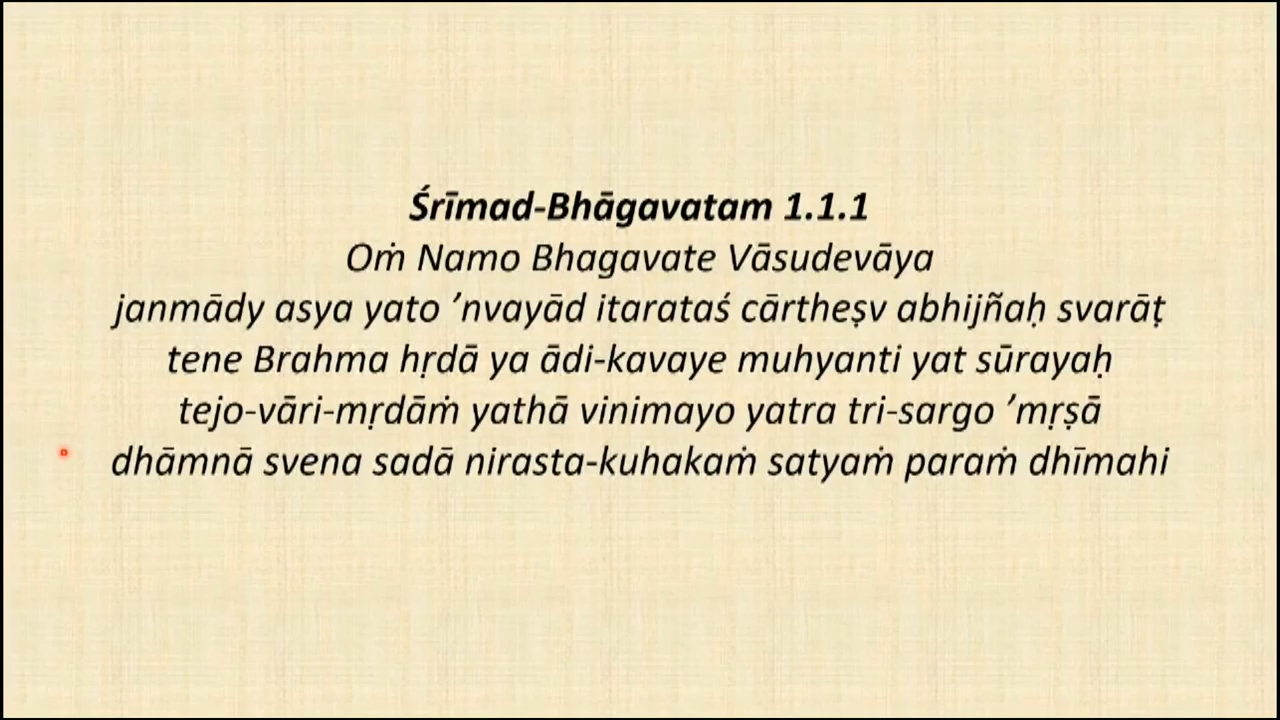 Śrīmad-Bhāgavatam 1.1.1
Oṁ Namo Bhagavate Vāsudevāya
janmādy asya yato ’nvayād itarataś cārtheṣv abhijñaḥ svarāṭ
tene Brahma hṛdā ya ādi-kavaye muhyanti yat sūrayaḥ
tejo-vāri-mṛdāṁ yathā vinimayo yatra tri-sargo ’mṛṣā
dhāmnā svena sadā nirasta-kuhakaṁ satyaṁ paraṁ dhīmahi